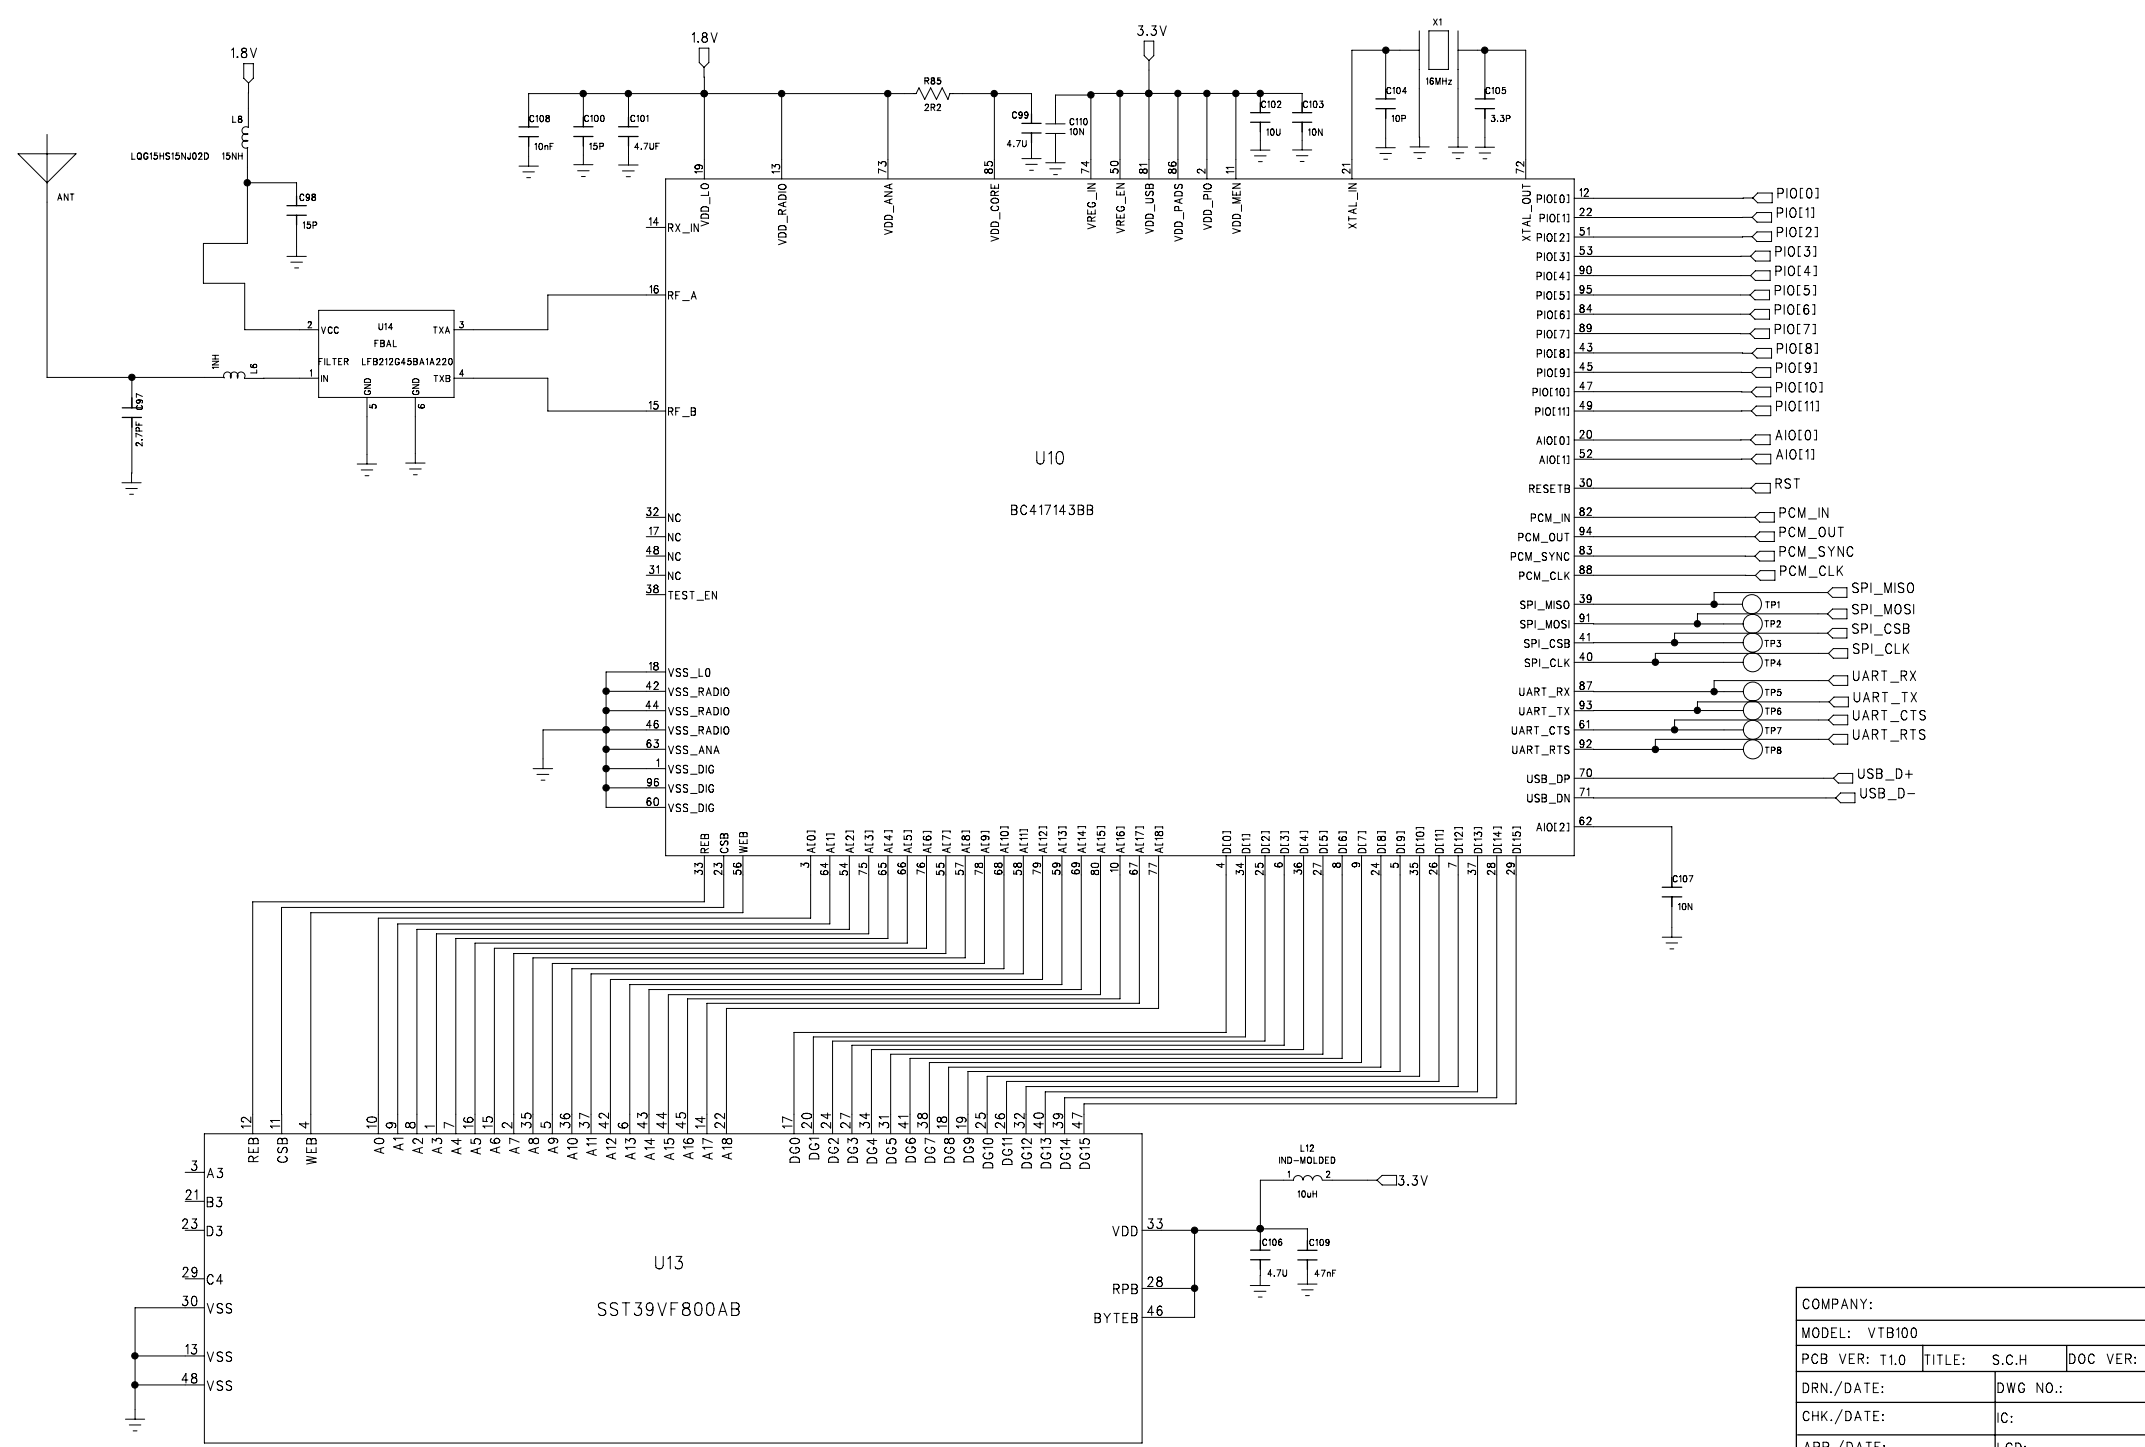 1.8V
L8
LQG15HS15NJ02D 15NH
ANT
C98
15P
1.8V
C108
10nF
C100
15P
C101
4.7UF
R85
2R2
C99
4.7U
C110
10N
3.3V
C102
10U
C103
10N
X1
16MHz
C104
10P
C105
3.3P
19 VDD_LO
13 VDD_RADIO
73 VDD_ANA
85 VDD_CORE
74 VREG_IN
50 VREG_EN
81 VDD_USB
86 VDD_PADS
2 VDD_PIO
11 VDD_MEN
21 XTAL_IN
72 XTAL_OUT
14 RX_IN
16 RF_A
15 RF_B
2 VCC
U14
TXA 3
FBAL
FILTER LFB212G45BA1A220
1 IN
TXB 4
GND 5
GND 6
1NH
L6
C97
2.7PF
U10
BC417143BB
32 NC
17 NC
48 NC
31 NC
38 TEST_EN
18 VSS_LO
42 VSS_RADIO
44 VSS_RADIO
46 VSS_RADIO
63 VSS_ANA
1 VSS_DIG
96 VSS_DIG
60 VSS_DIG
PIO[0] 12 PIO[0]
PIO[1] 22 PIO[1]
PIO[2] 51 PIO[2]
PIO[3] 53 PIO[3]
PIO[4] 90 PIO[4]
PIO[5] 95 PIO[5]
PIO[6] 84 PIO[6]
PIO[7] 89 PIO[7]
PIO[8] 43 PIO[8]
PIO[9] 45 PIO[9]
PIO[10] 47 PIO[10]
PIO[11] 49 PIO[11]
AIO[0] 20 AIO[0]
AIO[1] 52 AIO[1]
RESETB 30 RST
PCM_IN 82 PCM_IN
PCM_OUT 94 PCM_OUT
PCM_SYNC 83 PCM_SYNC
PCM_CLK 88 PCM_CLK
SPI_MISO 39 TP1 SPI_MISO
SPI_MOSI 91 TP2 SPI_MOSI
SPI_CSB 41 TP3 SPI_CSB
SPI_CLK 40 TP4 SPI_CLK
UART_RX 87 TP5 UART_RX
UART_TX 93 TP6 UART_TX
UART_CTS 61 TP7 UART_CTS
UART_RTS 92 TP8 UART_RTS
USB_DP 70 USB_D+
USB_DN 71 USB_D-
AIO[2] 62
C107
10N
REB 33
CSB 23
WEB 56
A[0] 3
A[1] 64
A[2] 54
A[3] 75
A[4] 65
A[5] 66
A[6] 76
A[7] 55
A[8] 57
A[9] 78
A[10] 68
A[11] 58
A[12] 79
A[13] 59
A[14] 69
A[15] 80
A[16] 10
A[17] 67
A[18] 77
D[0] 4
D[1] 34
D[2] 25
D[3] 6
D[4] 36
D[5] 27
D[6] 8
D[7] 9
D[8] 24
D[9] 5
D[10] 35
D[11] 26
D[12] 7
D[13] 37
D[14] 28
D[15] 29
12 REB
11 CSB
4 WEB
10 A0
9 A1
8 A2
1 A3
7 A4
16 A5
15 A6
2 A7
35 A8
5 A9
36 A10
37 A11
42 A12
6 A13
43 A14
44 A15
45 A16
14 A17
22 A18
17 DG0
20 DG1
24 DG2
27 DG3
34 DG4
31 DG5
41 DG6
38 DG7
18 DG8
19 DG9
25 DG10
26 DG11
32 DG12
40 DG13
39 DG14
47 DG15
3 A3
21 B3
23 D3
29 C4
30 VSS
13 VSS
48 VSS
U13
SST39VF800AB
VDD 33
RPB 28
BYTEB 46
L12
IND-MOLDED
1 2
10uH
3.3V
C106
4.7U
C109
47nF
COMPANY:
MODEL: VTB100
PCB VER: T1.0 TITLE: S.C.H DOC VER:
DRN./DATE: DWG NO.:
CHK./DATE: IC:
APP./DATE: LCD: